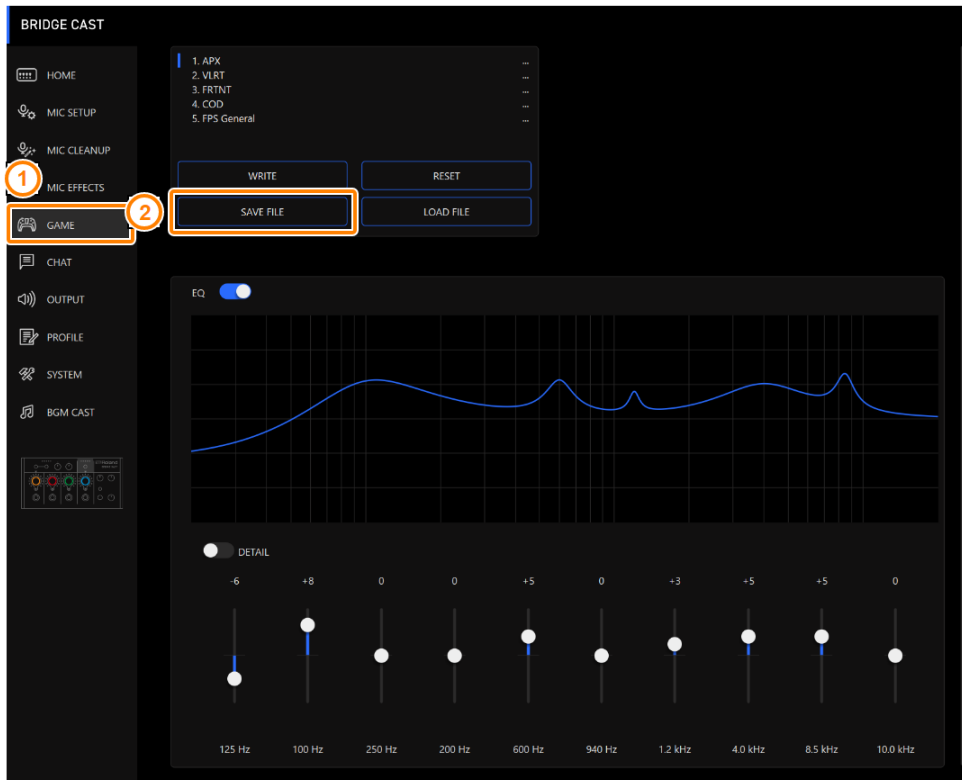 BRIDGE CAST
HOME
MIC SETUP
MIC CLEANUP
1
MIC EFFECTS
GAME
CHAT
OUTPUT
PROFILE
SYSTEM
BGM CAST
1. APX ...
2. VLRT ...
3. FRTNT ...
4. COD ...
5. FPS General ...
WRITE RESET
2
SAVE FILE LOAD FILE
EQ
DETAIL
-6 +8 0 0 +5 0 +3 +5 +5 0
125 Hz 100 Hz 250 Hz 200 Hz 600 Hz 940 Hz 1.2 kHz 4.0 kHz 8.5 kHz 10.0 kHz